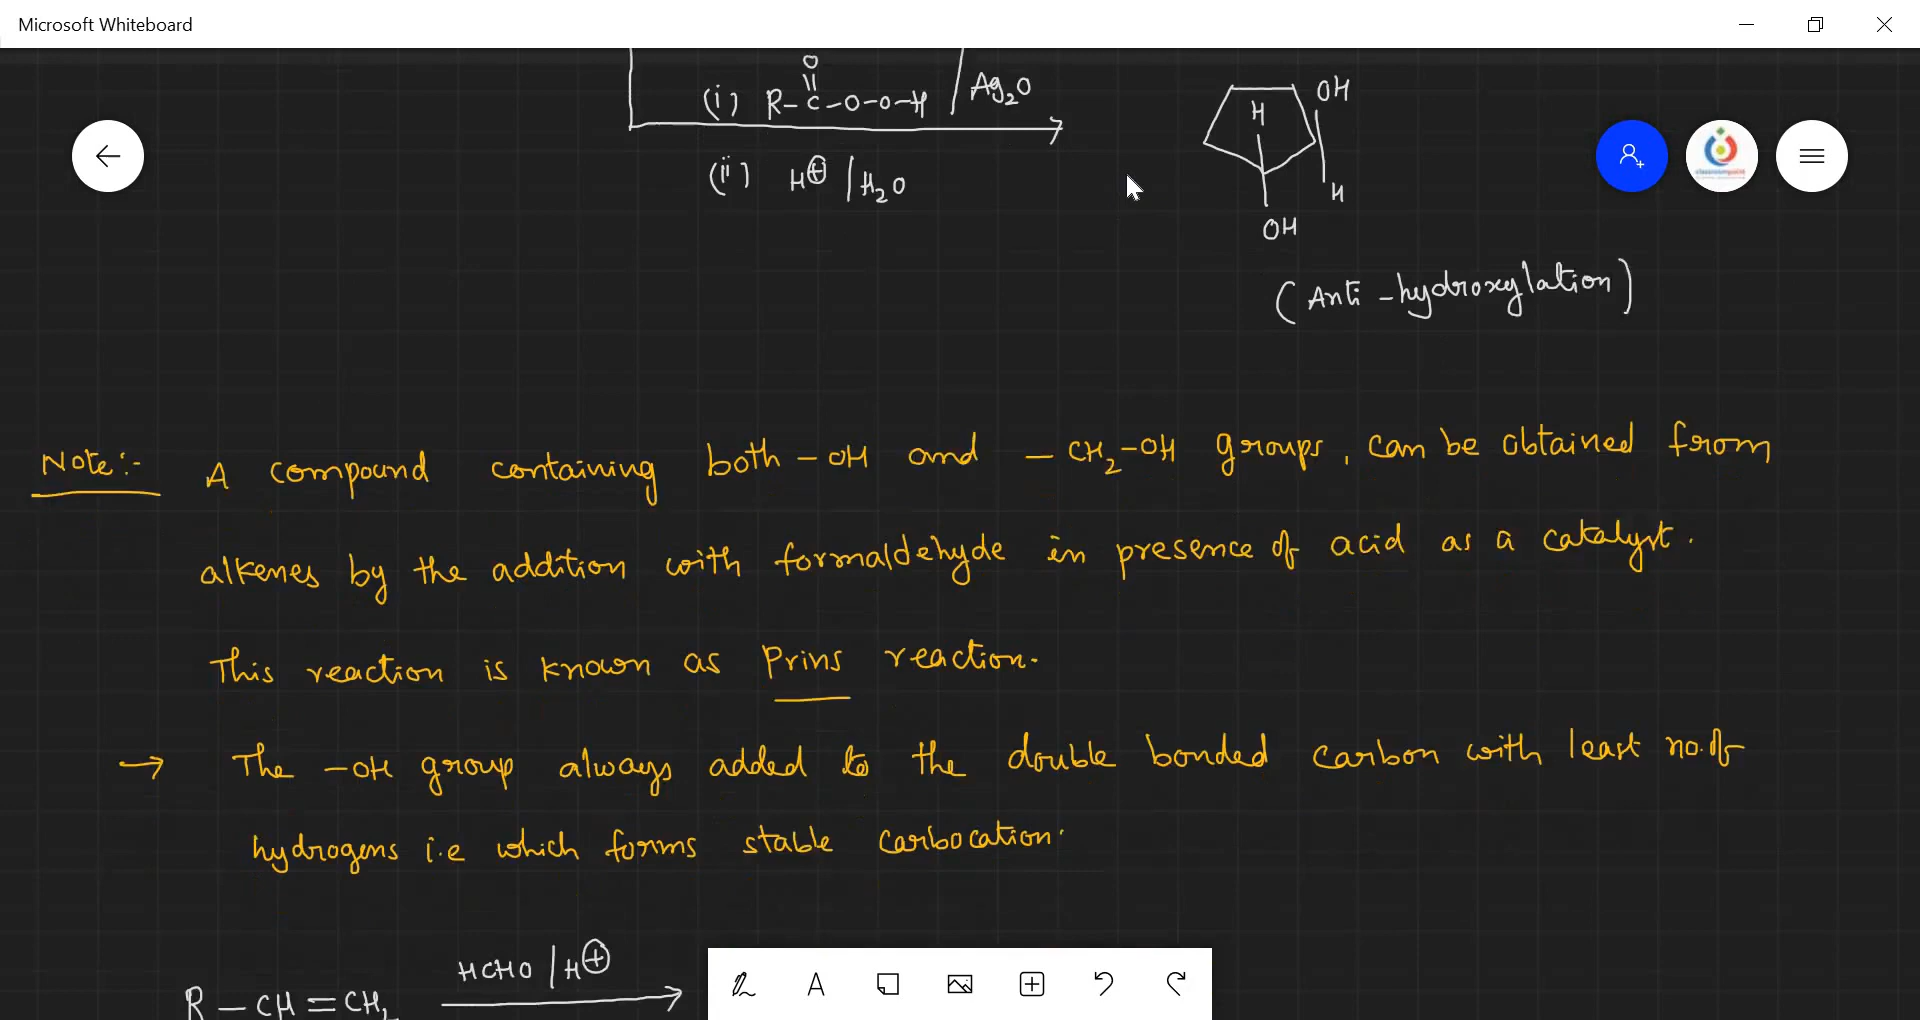 Microsoft Whiteboard
O
||
(i) R-C-O-O-H / Ag₂O
(ii) H⊕ / H₂O
OH
H
H
OH
(Anti-hydroxylation)
Note:- A compound containing both -OH and -CH₂-OH groups, can be obtained from
alkenes by the addition with formaldehyde in presence of acid as a catalyst.
This reaction is known as Prins reaction.
→ The -OH group always added to the double bonded carbon with least no. of
hydrogens i.e which forms stable carbocation.
HCHO / H⊕
R-CH=CH₂ →
A